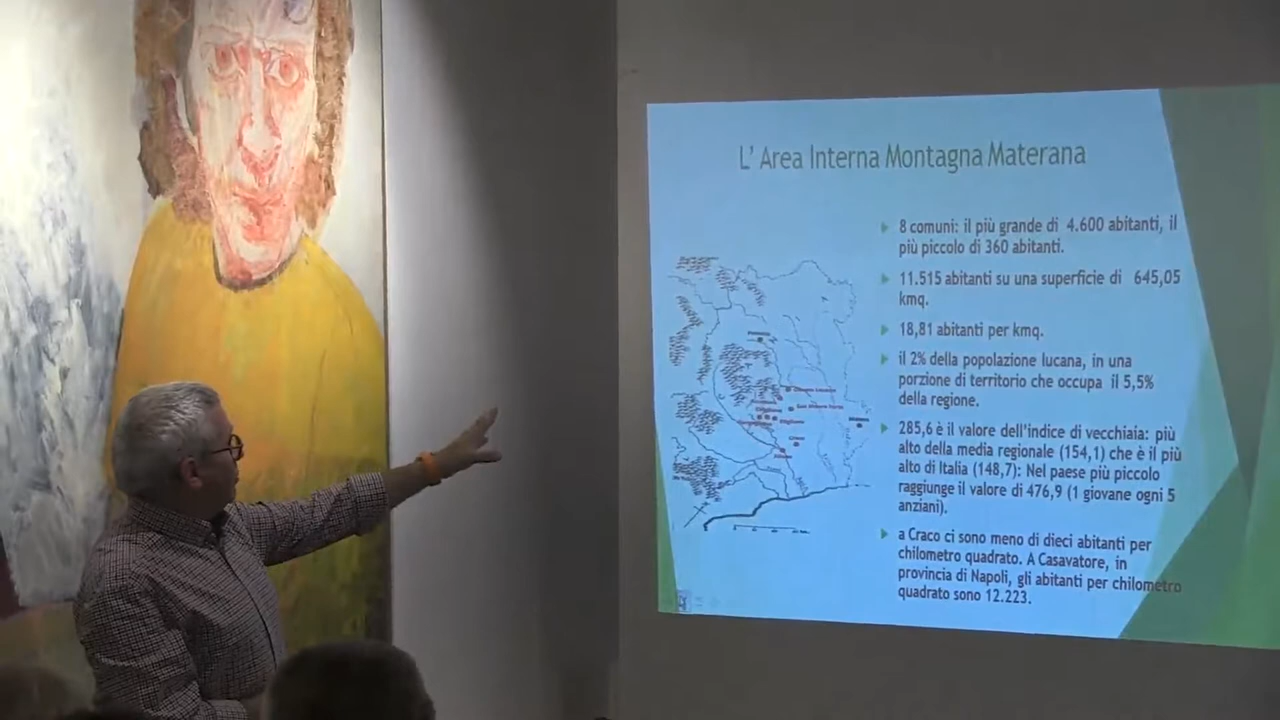 L' Area Interna Montagna Materana
8 comuni: il più grande di 4.600 abitanti, il
più piccolo di 360 abitanti.
11.515 abitanti su una superficie di 645,05
kmq.
18,81 abitanti per kmq.
il 2% della popolazione lucana, in una
porzione di territorio che occupa il 5,5%
della regione.
285,6 è il valore dell'indice di vecchiaia: più
alto della media regionale (154,1) che è il più
alto di Italia (148,7): Nel paese più piccolo
raggiunge il valore di 476,9 (1 giovane ogni 5
anziani).
a Craco ci sono meno di dieci abitanti per
chilometro quadrato. A Casavatore, in
provincia di Napoli, gli abitanti per chilometro
quadrato sono 12.223.